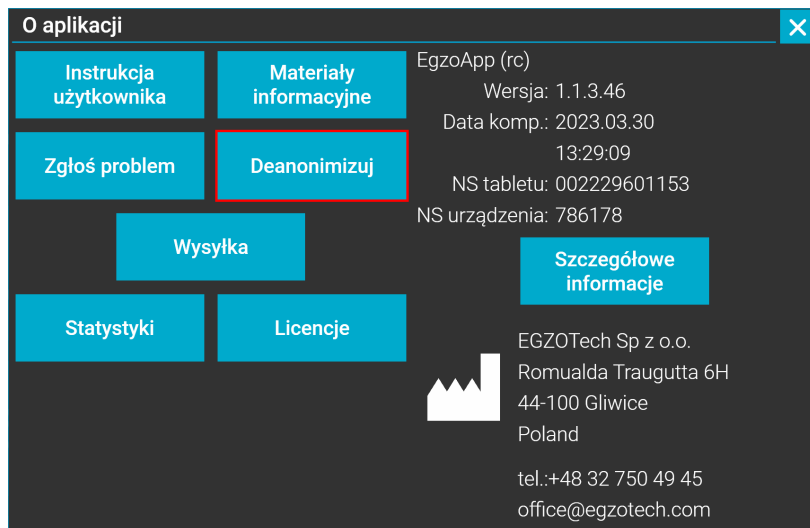 O aplikacji
Instrukcja
użytkownika
Materiały
informacyjne
Zgłoś problem
Deanonimizuj
Wysyłka
Statystyki
Licencje
EgzoApp (rc)
Wersja: 1.1.3.46
Data komp.: 2023.03.30
13:29:09
NS tabletu: 002229601153
NS urządzenia: 786178
Szczegółowe
informacje
EGZOTech Sp z o.o.
Romualda Traugutta 6H
44-100 Gliwice
Poland
tel.:+48 32 750 49 45
office@egzotech.com